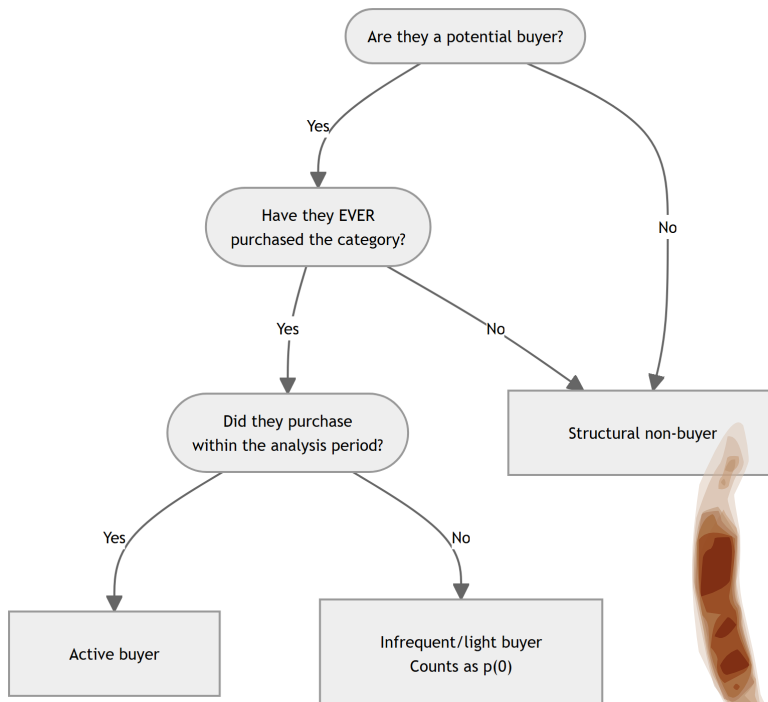 Are they a potential buyer?
Yes
Have they EVER
purchased the category?
No
Yes
No
Did they purchase
within the analysis period?
Structural non-buyer
Yes
No
Active buyer
Infrequent/light buyer
Counts as p(0)